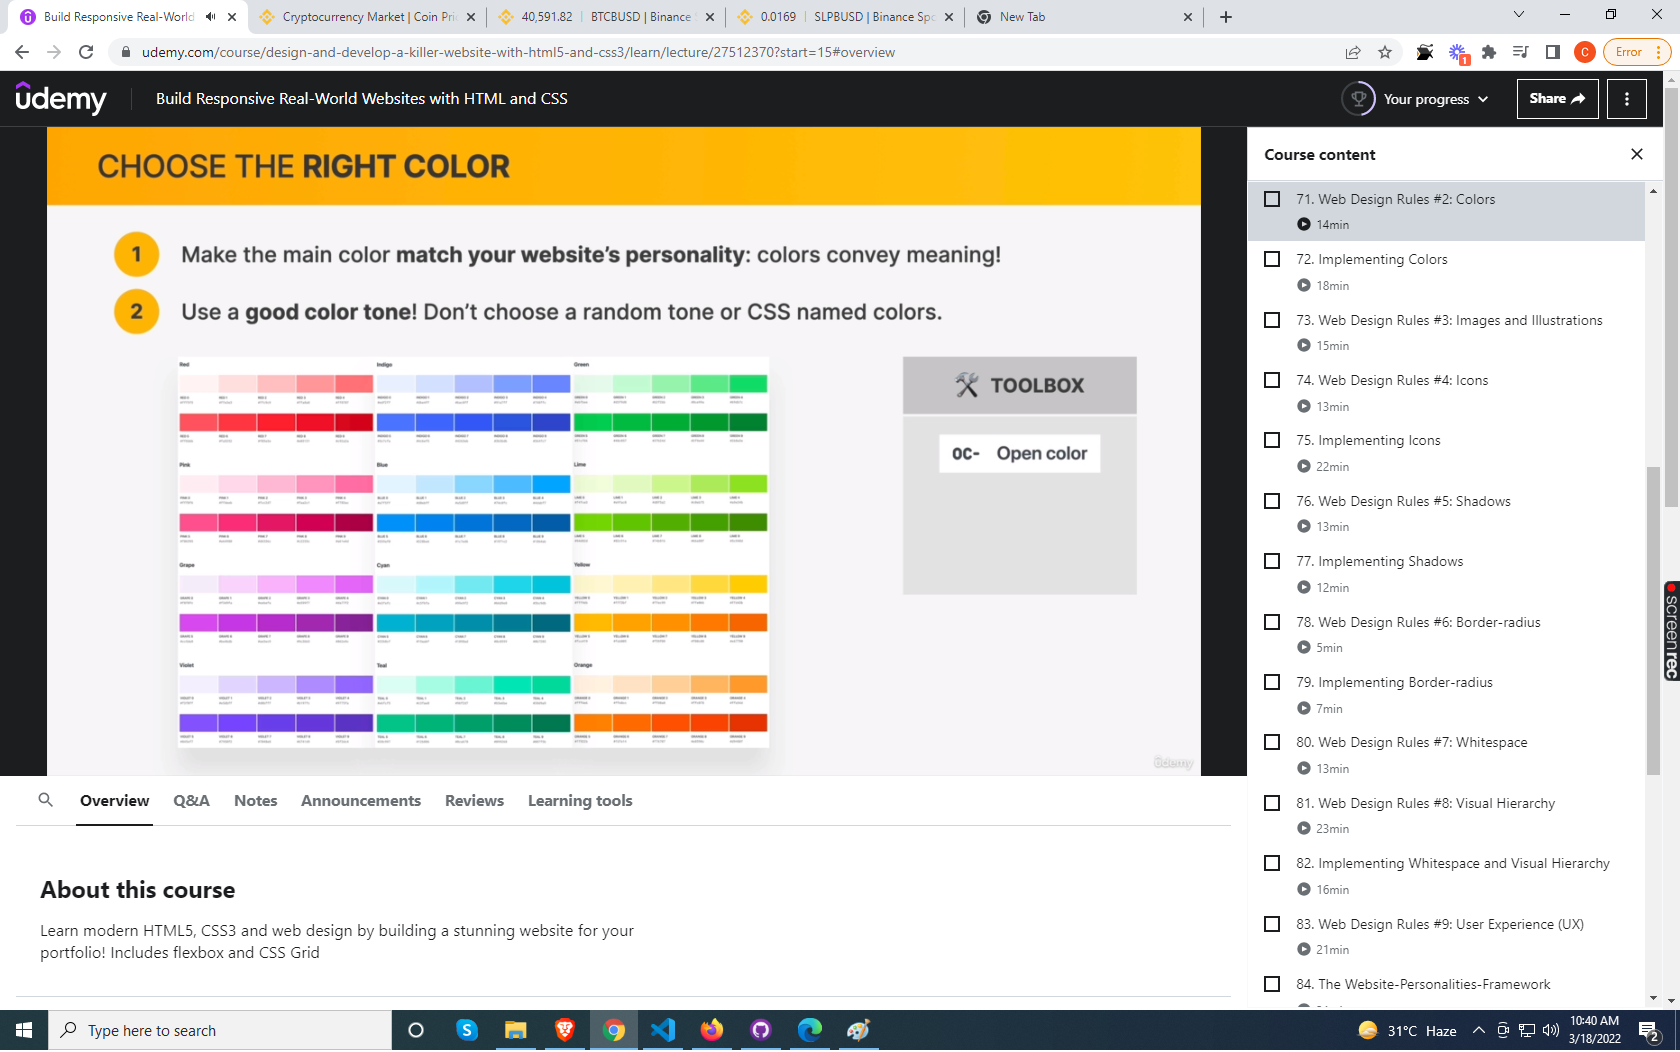 Build Responsive Real-World
Cryptocurrency Market | Coin Pri
40,591.82 | BTCBUSD | Binance
0.0169 | SLPBUSD | Binance Spo
New Tab
udemy.com/course/design-and-develop-a-killer-website-with-html5-and-css3/learn/lecture/27512370?start=15#overview
1
C
Error
udemy
Build Responsive Real-World Websites with HTML and CSS
Your progress
Share
CHOOSE THE RIGHT COLOR
1 Make the main color match your website's personality: colors convey meaning!
2 Use a good color tone! Don't choose a random tone or CSS named colors.
Red
Indigo
Green
Pink
Blue
Lime
Grape
Cyan
Yellow
Violet
Teal
Orange
TOOLBOX
OC- Open color
udemy
Course content
71. Web Design Rules #2: Colors
14min
72. Implementing Colors
18min
73. Web Design Rules #3: Images and Illustrations
15min
74. Web Design Rules #4: Icons
13min
75. Implementing Icons
22min
76. Web Design Rules #5: Shadows
13min
77. Implementing Shadows
12min
78. Web Design Rules #6: Border-radius
5min
79. Implementing Border-radius
7min
80. Web Design Rules #7: Whitespace
13min
81. Web Design Rules #8: Visual Hierarchy
23min
82. Implementing Whitespace and Visual Hierarchy
16min
83. Web Design Rules #9: User Experience (UX)
21min
84. The Website-Personalities-Framework
screenrec
Overview
Q&A
Notes
Announcements
Reviews
Learning tools
About this course
Learn modern HTML5, CSS3 and web design by building a stunning website for your
portfolio! Includes flexbox and CSS Grid
Type here to search
31°C Haze
10:40 AM
3/18/2022
2